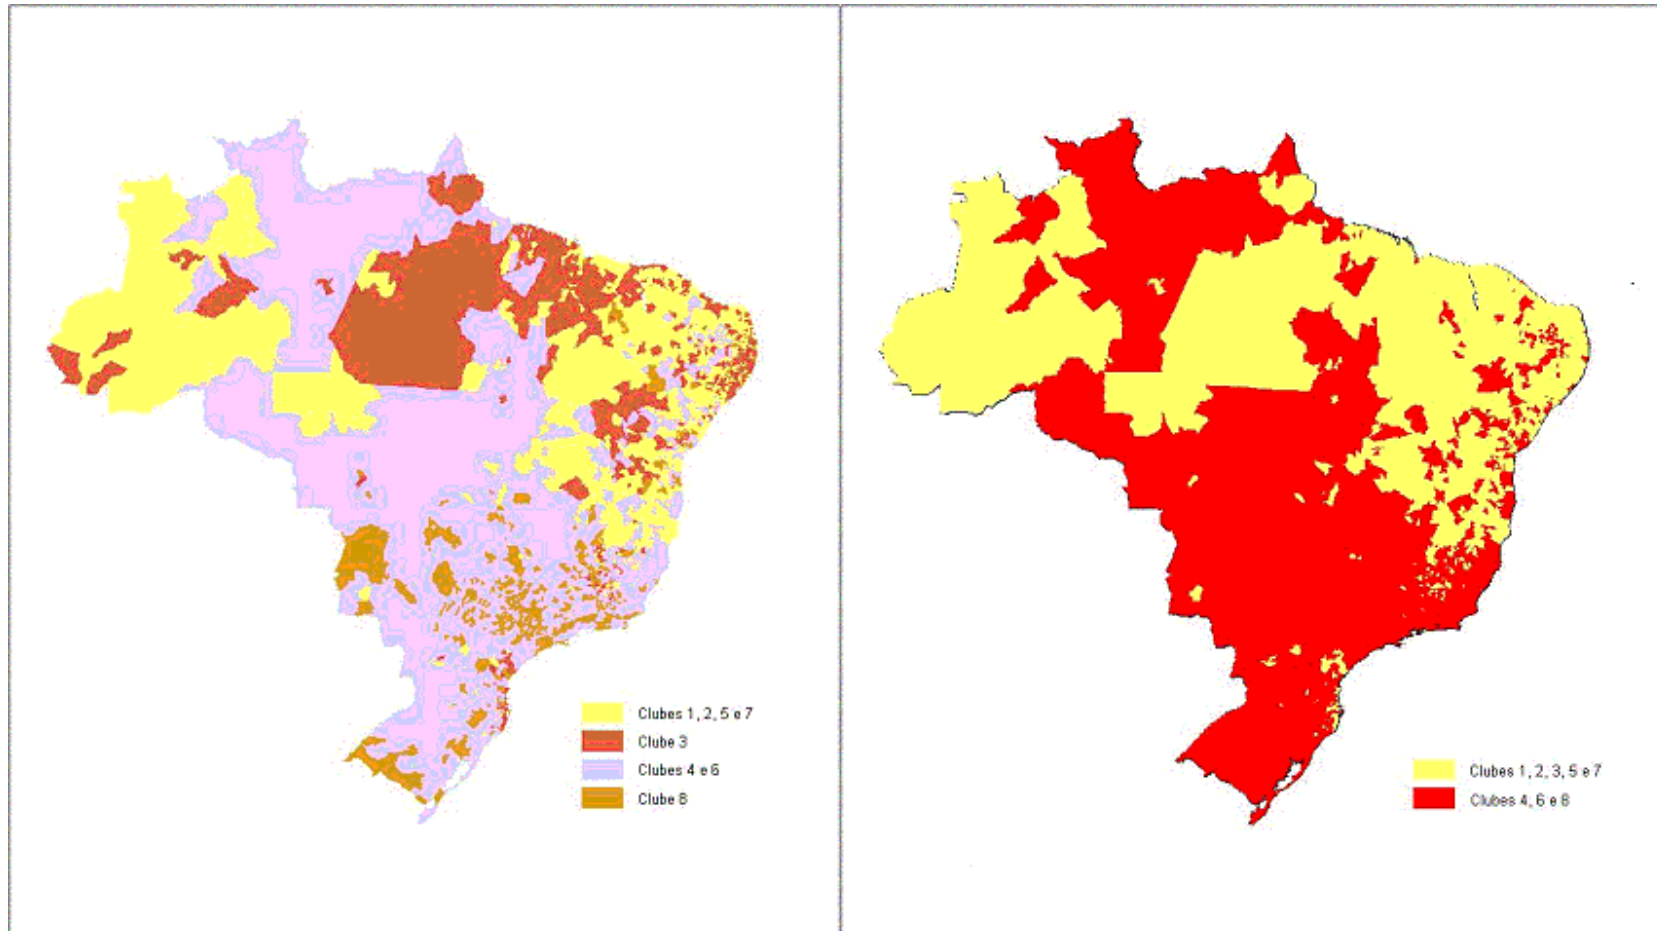 Clubes 1, 2, 5 e 7
Clube 3
Clubes 4 e 6
Clube 8
Clubes 1, 2, 3, 5 e 7
Clubes 4, 6 e 8